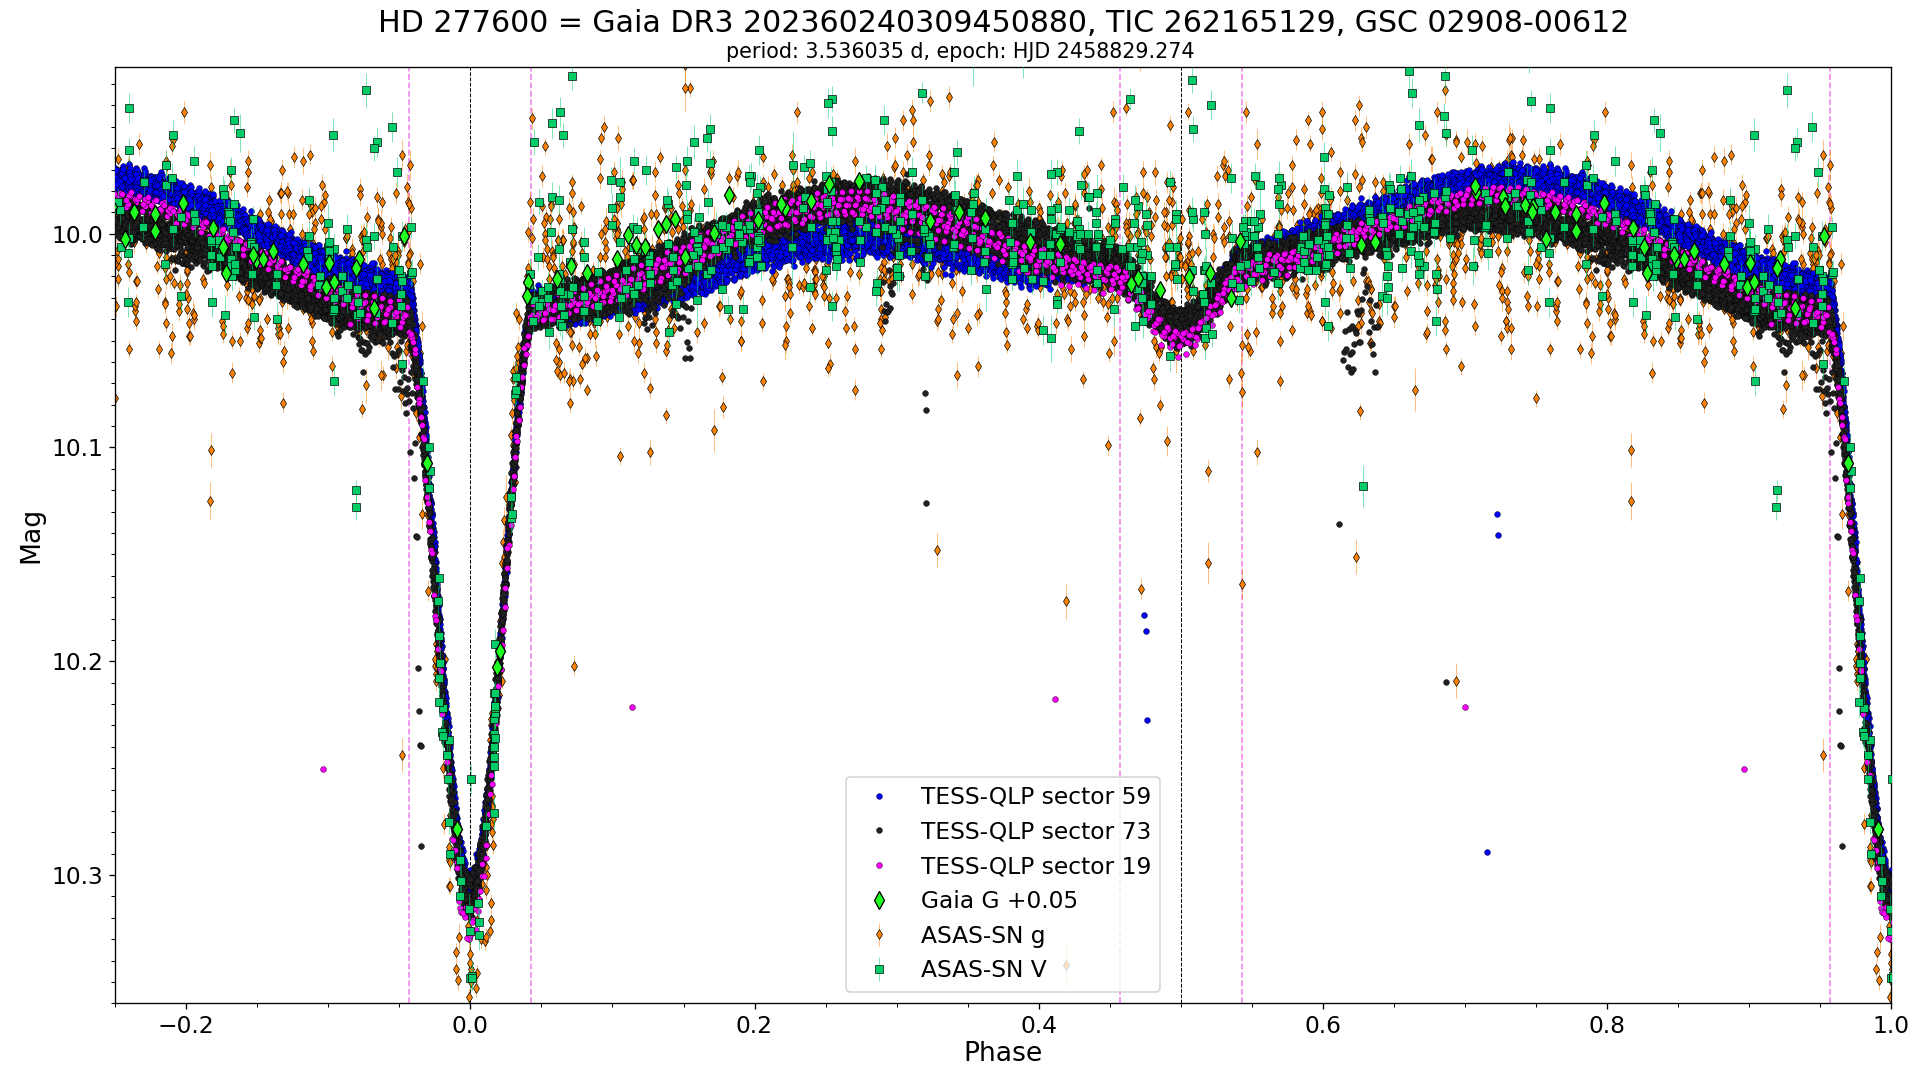 HD 277600 = Gaia DR3 202360240309450880, TIC 262165129, GSC 02908-00612
period: 3.536035 d, epoch: HJD 2458829.274
Mag
10.0
10.1
10.2
10.3
TESS-QLP sector 59
TESS-QLP sector 73
TESS-QLP sector 19
Gaia G +0.05
ASAS-SN g
ASAS-SN V
−0.2 0.0 0.2 0.4 0.6 0.8 1.0
Phase